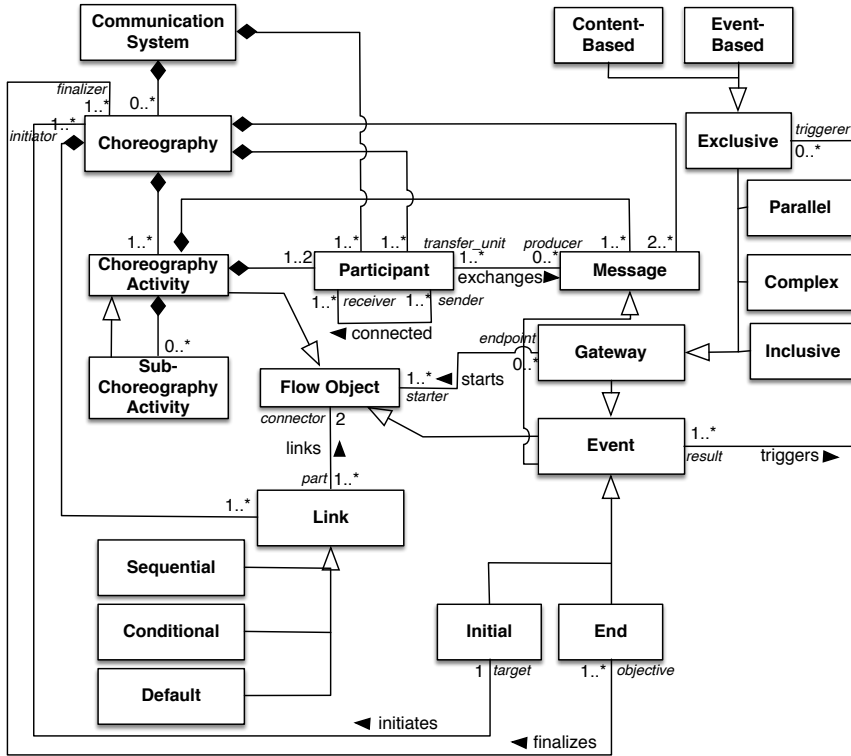 Communication
System
Content-
Based
Event-
Based
finalizer
1..*
0..*
1..*
initiator
Choreography
Exclusive
triggerer
0..*
Parallel
1..*
1..*
1..*
transfer_unit
producer
1..*
2..*
Choreography
Activity
1..2
Participant
1..*
0..*
exchanges
Message
Complex
1..*
receiver
1..*
sender
connected
endpoint
0..*
Gateway
Inclusive
0..*
Sub-
Choreography
Activity
Flow Object
1..*
starter
starts
connector
2
Event
1..*
result
triggers
links
part
1..*
1..*
Link
Sequential
Conditional
Initial
End
Default
1
target
1..*
objective
initiates
finalizes